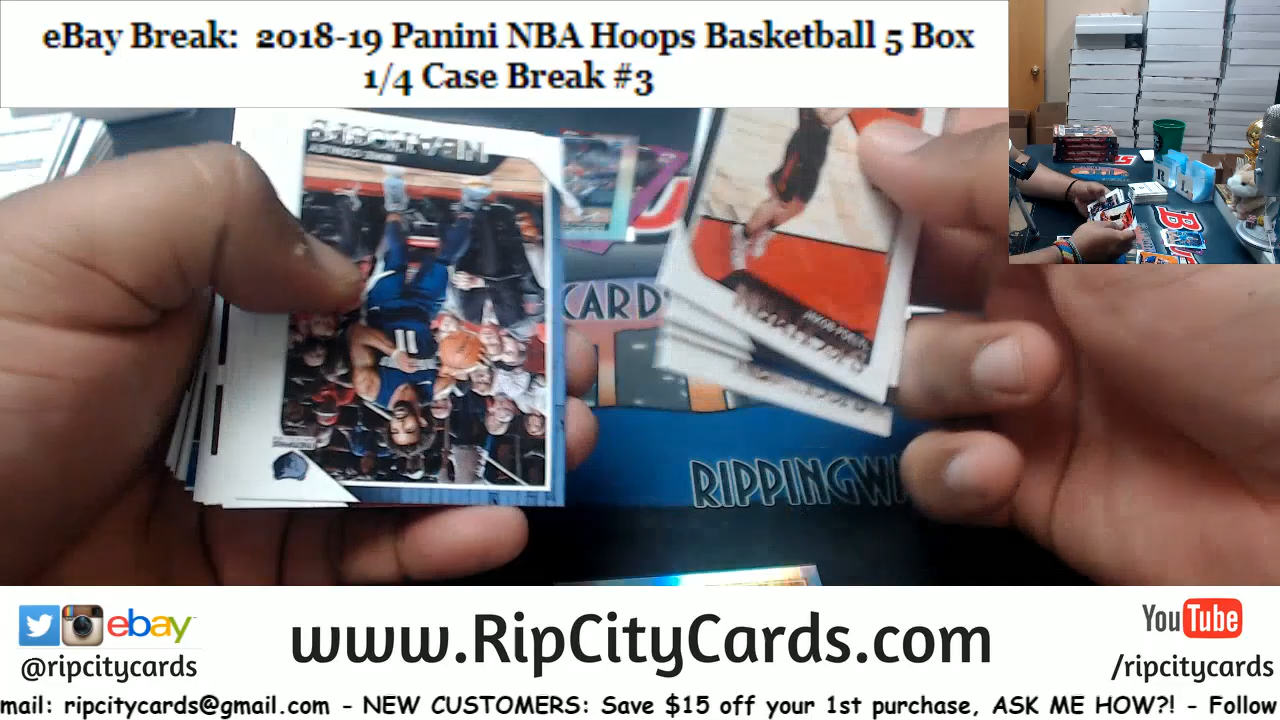 eBay Break: 2018-19 Panini NBA Hoops Basketball 5 Box
1/4 Case Break #3
CARD
RIPPINGW
11
ebay
@ripcitycards
www.RipCityCards.com
YouTube
/ripcitycards
mail: ripcitycards@gmail.com - NEW CUSTOMERS: Save $15 off your 1st purchase, ASK ME HOW?! - Follow